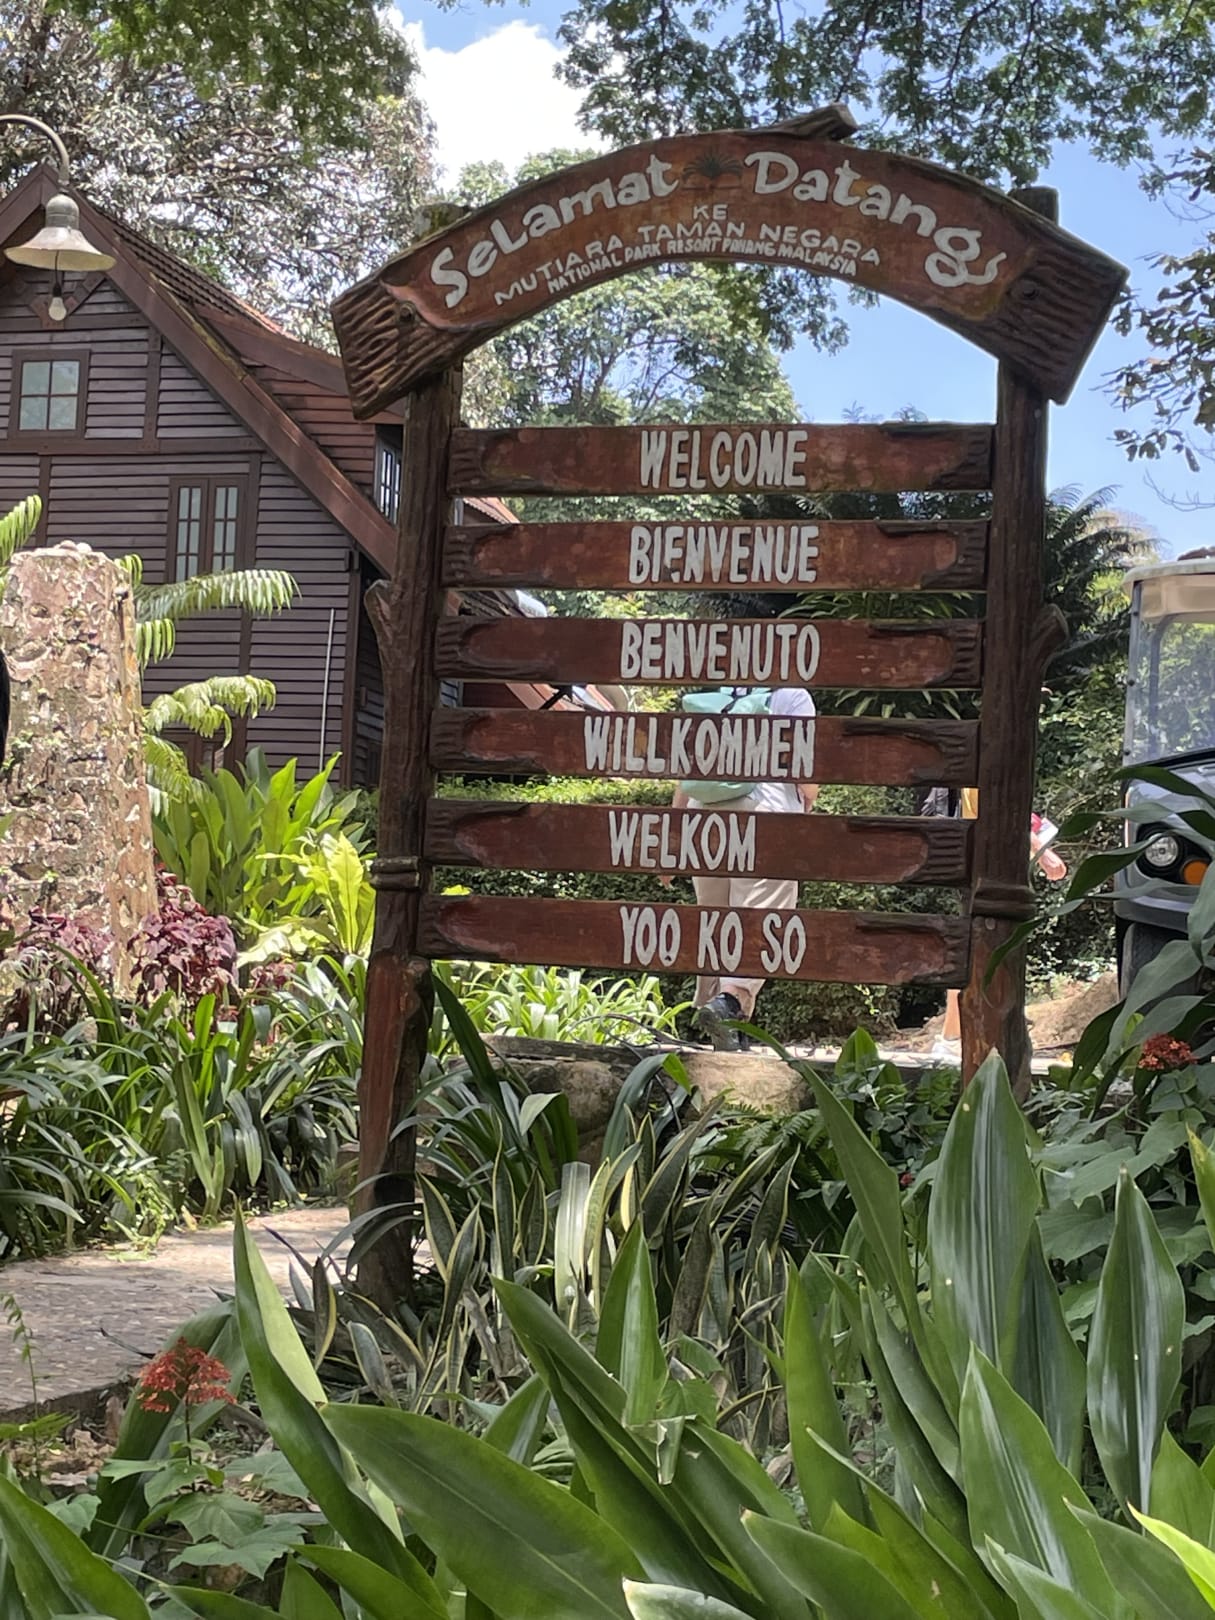 Selamat Datang
KE
MUTIARA TAMAN NEGARA
NATIONAL PARK RESORT PAHANG MALAYSIA
WELCOME
BIENVENUE
BENVENUTO
WILLKOMMEN
WELKOM
YOO KO SO